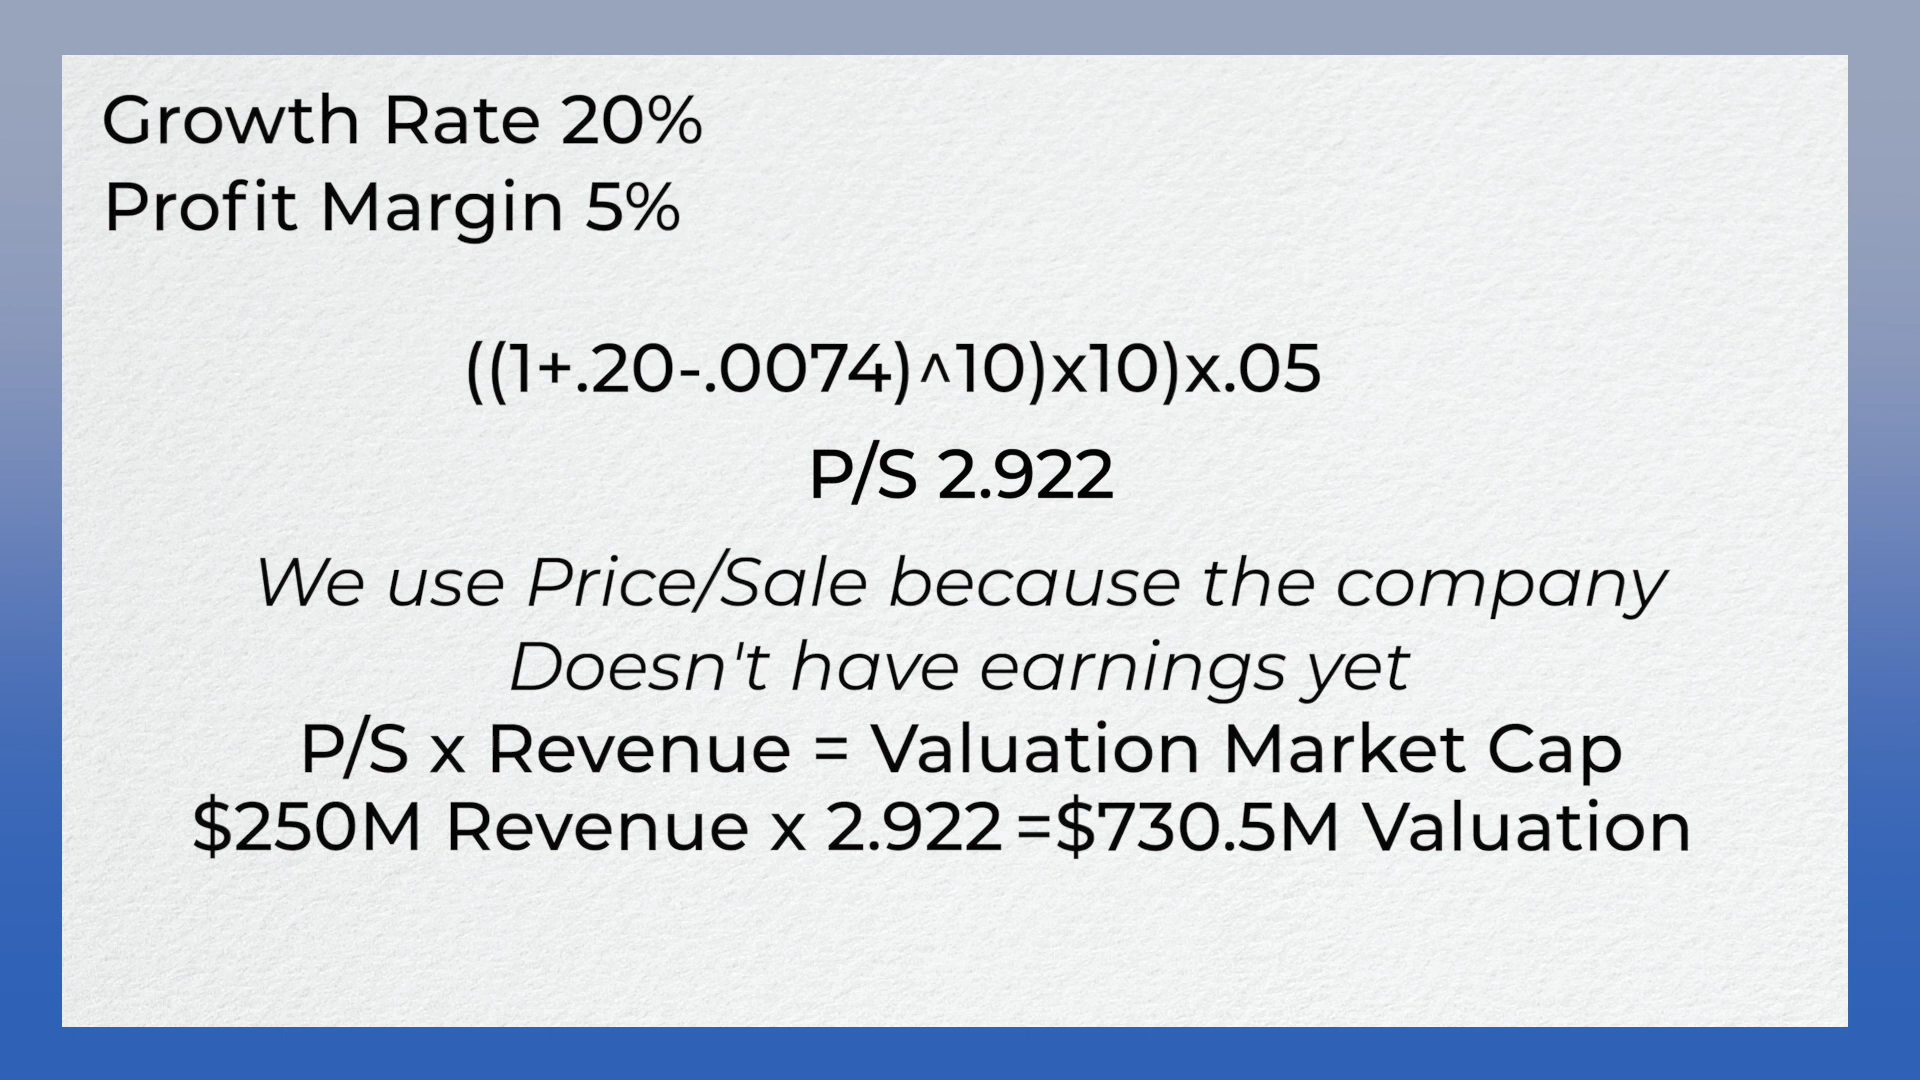 Growth Rate 20%
Profit Margin 5%
((1+.20-.0074)^10)x10)x.05
P/S 2.922
We use Price/Sale because the company
Doesn't have earnings yet
P/S x Revenue = Valuation Market Cap
$250M Revenue x 2.922 =$730.5M Valuation